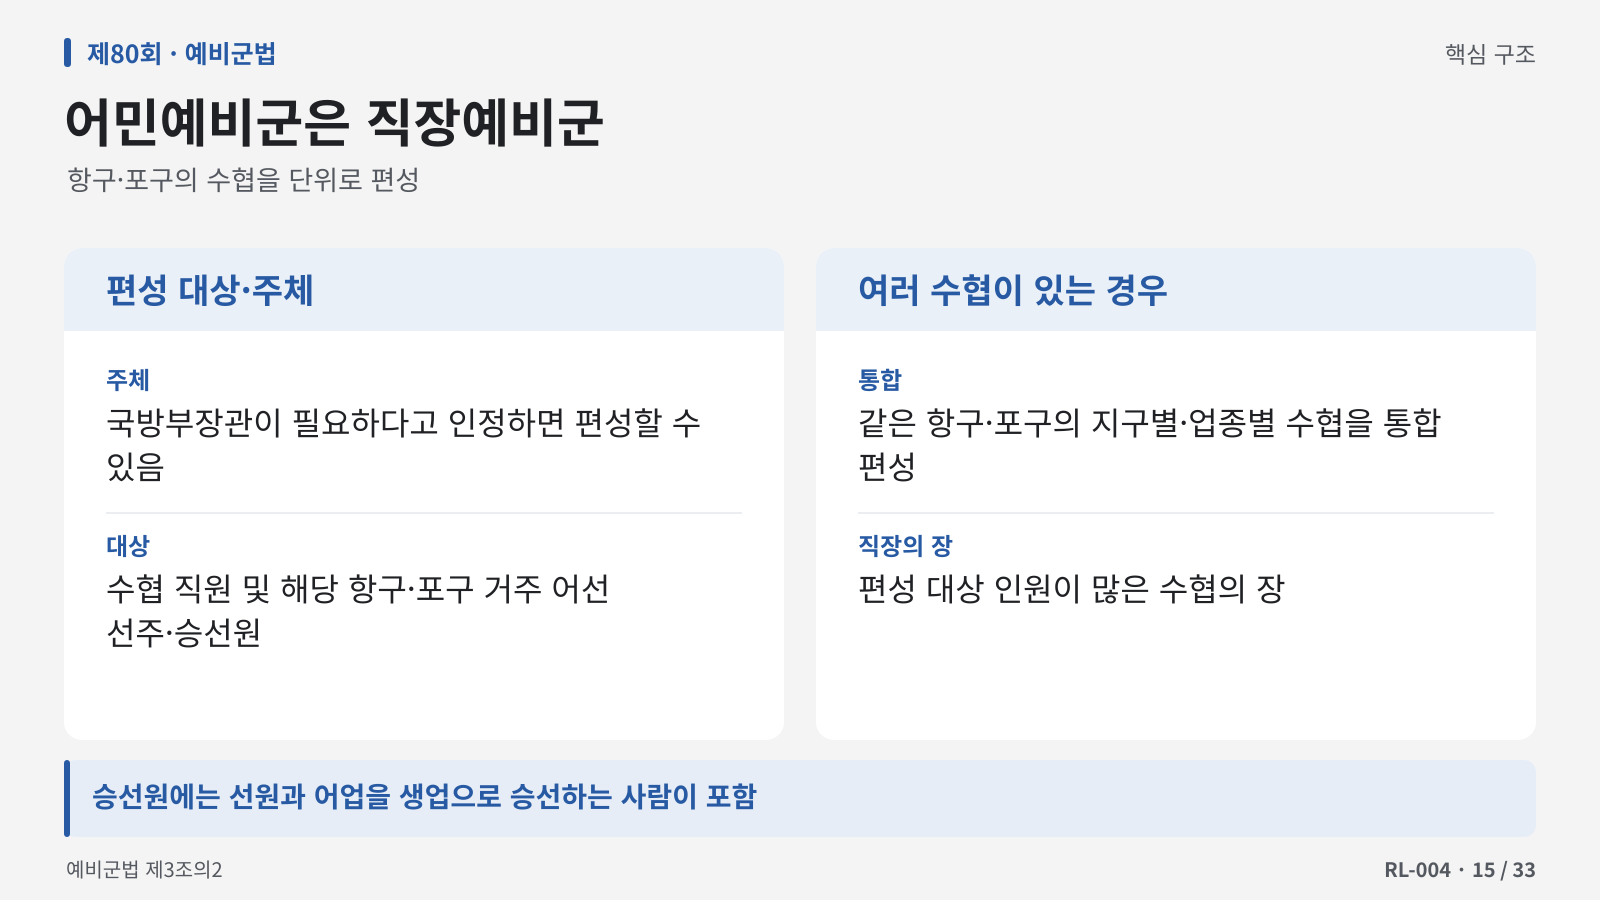 제80회 · 예비군법
핵심 구조
어민예비군은 직장예비군
항구·포구의 수협을 단위로 편성
편성 대상·주체
주체
국방부장관이 필요하다고 인정하면 편성할 수
있음
대상
수협 직원 및 해당 항구·포구 거주 어선
선주·승선원
여러 수협이 있는 경우
통합
같은 항구·포구의 지구별·업종별 수협을 통합
편성
직장의 장
편성 대상 인원이 많은 수협의 장
승선원에는 선원과 어업을 생업으로 승선하는 사람이 포함
예비군법 제3조의2
RL-004 · 15 / 33